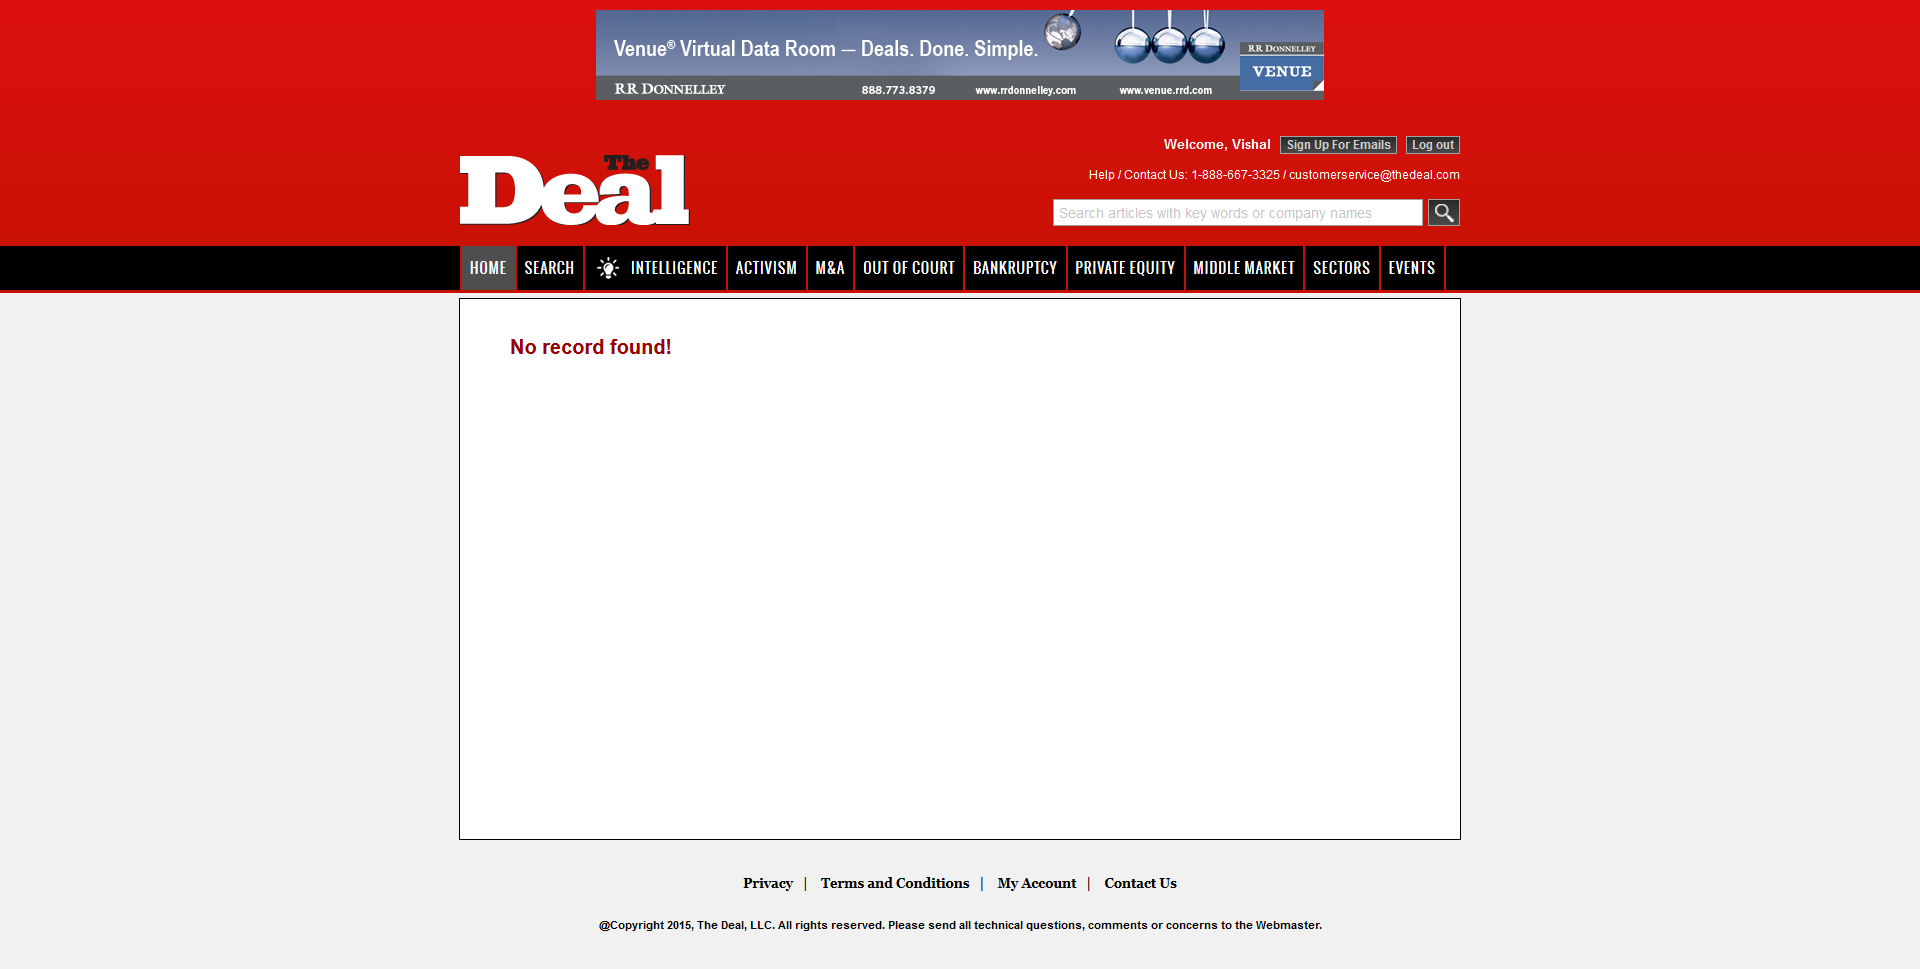 Venue® Virtual Data Room — Deals. Done. Simple.
RR DONNELLEY
VENUE
RR DONNELLEY 888.773.8379 www.rrdonnelley.com www.venue.rrd.com
Welcome, Vishal Sign Up For Emails Log out
The Deal
Help / Contact Us: 1-888-667-3325 / customerservice@thedeal.com
Search articles with key words or company names
HOME SEARCH INTELLIGENCE ACTIVISM M&A OUT OF COURT BANKRUPTCY PRIVATE EQUITY MIDDLE MARKET SECTORS EVENTS
No record found!
Privacy | Terms and Conditions | My Account | Contact Us
@Copyright 2015, The Deal, LLC. All rights reserved. Please send all technical questions, comments or concerns to the Webmaster.